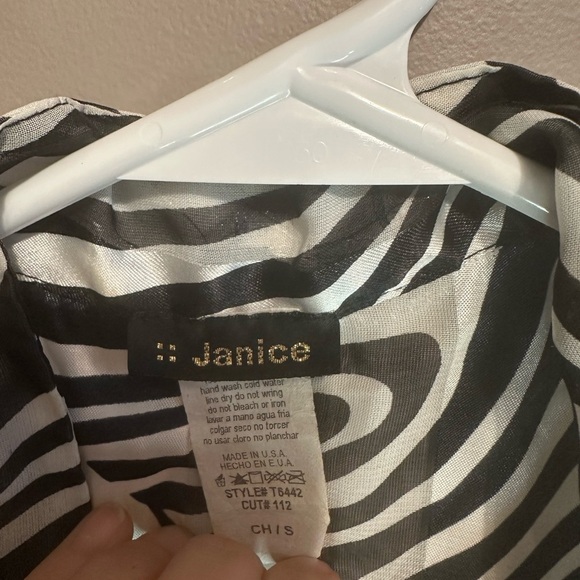 :: Janice
hand wash cold water
line dry do not wring
do not bleach or iron
lavar a mano agua fria
colgar seco no torcer
no usar cloro no planchar
MADE IN U.S.A.
HECHO EN E.U.A.
STYLE# T6442
CUT# 112
CH / S